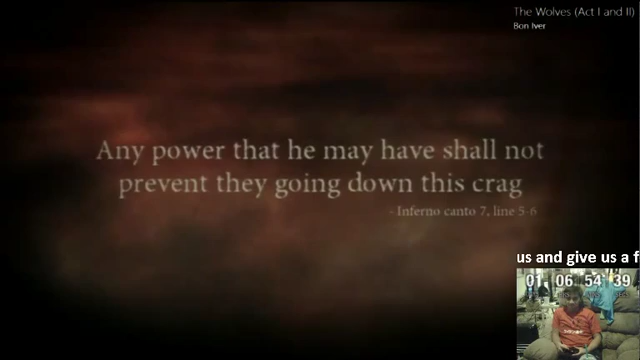 The Wolves (Act I and II)
Bon Iver
Any power that he may have shall not
prevent they going down this crag
- Inferno canto 7, line 5-6
us and give us a f
01 06 54 39